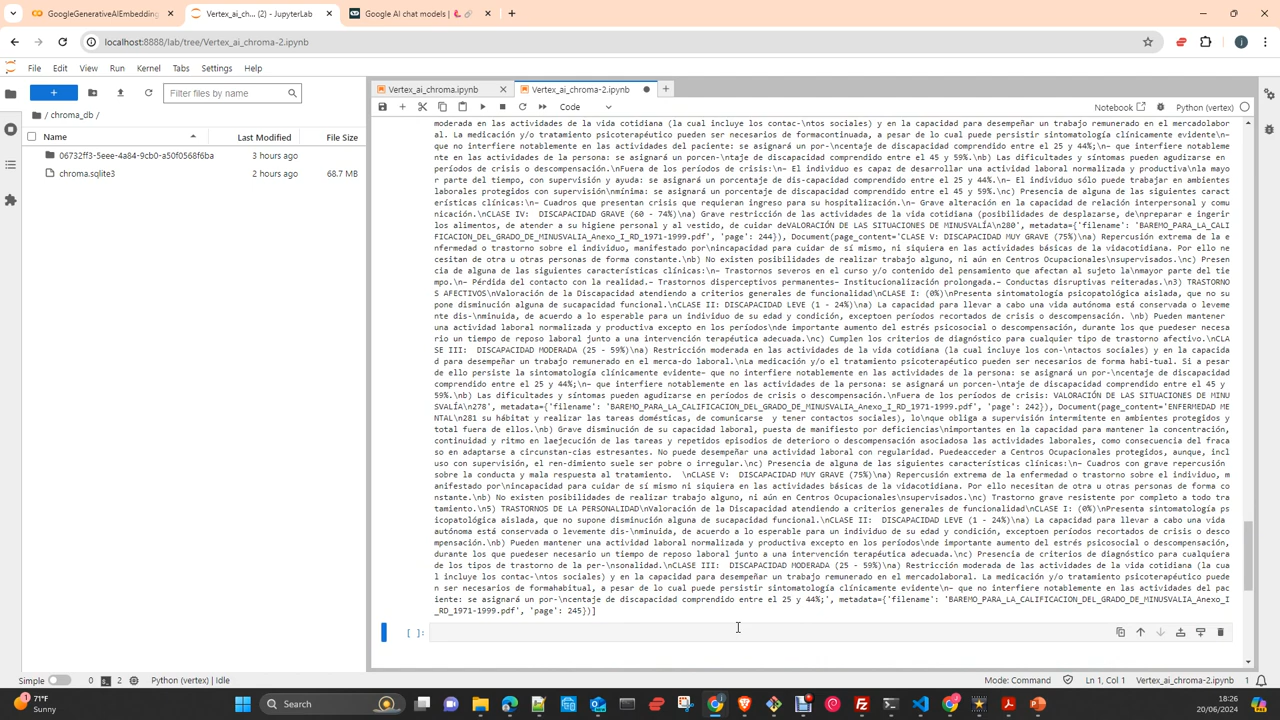 GoogleGenerativeAIEmbedding
Vertex_ai_ch... (2) - JupyterLab
Google AI chat models |
localhost:8888/lab/tree/Vertex_ai_chroma-2.ipynb
File Edit View Run Kernel Tabs Settings Help
Filter files by name
/ chroma_db /
Name Last Modified File Size
06732ff3-5eee-4a84-9cb0-a50f0568f6ba 3 hours ago
chroma.sqlite3 2 hours ago 68.7 MB
Vertex_ai_chroma.ipynb
Vertex_ai_chroma-2.ipynb
Code
Notebook
Python (vertex)
moderada en las actividades de la vida cotidiana (la cual incluye los contac-\ntos sociales) y en la capacidad para desempeñar un trabajo remunerado en el mercadolabor
al. La medicación y/o tratamiento psicoterapéutico pueden ser necesarios de formacontinuada, a pesar de lo cual puede persistir sintomatología clínicamente evidente\n-
que no interfiere notablemente en las actividades del paciente: se asignará un por-\ncentaje de discapacidad comprendido entre el 25 y 44%;\n- que interfiere notableme
nte en las actividades de la persona: se asignará un porcen-\ntaje de discapacidad comprendido entre el 45 y 59%.\nb) Las dificultades y síntomas pueden agudizarse en
períodos de crisis o descompensación.\nFuera de los períodos de crisis:\n- El individuo es capaz de desarrollar una actividad laboral normalizada y productiva\nla mayo
r parte del tiempo, con supervisión y ayuda: se asignará un porcentaje de dis-capacidad comprendido entre el 25 y 44%.\n- El individuo sólo puede trabajar en ambientes
laborales protegidos con supervisión\nmínima: se asignará un porcentaje de discapacidad comprendido entre el 45 y 59%.\nc) Presencia de alguna de las siguientes caract
erísticas clínicas:\n- Cuadros que presentan crisis que requieran ingreso para su hospitalización.\n- Grave alteración en la capacidad de relación interpersonal y comu
nicación.\nCLASE IV:  DISCAPACIDAD GRAVE (60 - 74%)\na) Grave restricción de las actividades de la vida cotidiana (posibilidades de desplazarse, de\npreparar e ingerir
los alimentos, de atender a su higiene personal y al vestido, de cuidar deVALORACIÓN DE LAS SITUACIONES DE MINUSVALÍA\n280', metadata={'filename': 'BAREMO_PARA_LA_CALI
FICACION_DEL_GRADO_DE_MINUSVALIA_Anexo_I_RD_1971-1999.pdf', 'page': 244}), Document(page_content='CLASE V:  DISCAPACIDAD MUY GRAVE (75%)\na) Repercusión extrema de la e
nfermedad o trastorno sobre el individuo, manifestado por\nincapacidad para cuidar de sí mismo, ni siquiera en las actividades básicas de la vidacotidiana. Por ello ne
cesitan de otra u otras personas de forma constante.\nb) No existen posibilidades de realizar trabajo alguno, ni aún en Centros Ocupacionales\nsupervisados.\nc) Presen
cia de alguna de las siguientes características clínicas:\n- Trastornos severos en el curso y/o contenido del pensamiento que afectan al sujeto la\nmayor parte del tie
mpo.\n- Pérdida del contacto con la realidad.- Trastornos disperceptivos permanentes- Institucionalización prolongada.- Conductas disruptivas reiteradas.\n3) TRASTORNO
S AFECTIVOS\nValoración de la Discapacidad atendiendo a criterios generales de funcionalidad\nCLASE I: (0%)\nPresenta sintomatología psicopatológica aislada, que no su
pone disminución alguna de sucapacidad funcional.\nCLASE II: DISCAPACIDAD LEVE (1 - 24%)\na) La capacidad para llevar a cabo una vida autónoma está conservada o leveme
nte dis-\nminuida, de acuerdo a lo esperable para un individuo de su edad y condición, exceptoen períodos recortados de crisis o descompensación. \nb) Pueden mantener
una actividad laboral normalizada y productiva excepto en los períodos\nde importante aumento del estrés psicosocial o descompensación, durante los que puedeser necesa
rio un tiempo de reposo laboral junto a una intervención terapéutica adecuada.\nc) Cumplen los criterios de diagnóstico para cualquier tipo de trastorno afectivo.\nCLA
SE III:  DISCAPACIDAD MODERADA (25 - 59%)\na) Restricción moderada en las actividades de la vida cotidiana (la cual incluye los con-\ntactos sociales) y en la capacida
d para desempeñar un trabajo remunerado en el merca-do laboral.\nLa medicación y/o el tratamiento psicoterapéutico pueden ser necesarios de forma habi-tual. Si a pesar
de ello persiste la sintomatología clínicamente evidente- que no interfiere notablemente en las actividades del paciente: se asignará un por-\ncentaje de discapacidad
comprendido entre el 25 y 44%;\n- que interfiere notablemente en las actividades de la persona: se asignará un porcen-\ntaje de discapacidad comprendido entre el 45 y
59%.\nb) Las dificultades y síntomas pueden agudizarse en períodos de crisis o descompensación.\nFuera de los períodos de crisis: VALORACIÓN DE LAS SITUACIONES DE MINU
SVALÍA\n278', metadata={'filename': 'BAREMO_PARA_LA_CALIFICACION_DEL_GRADO_DE_MINUSVALIA_Anexo_I_RD_1971-1999.pdf', 'page': 242}), Document(page_content='ENFERMEDAD ME
NTAL\n281 su hábitat y realizar las tareas domésticas, de comunicarse  y tener contactos sociales), lo\nque obliga a supervisión intermitente en ambientes protegidos y
total fuera de ellos.\nb) Grave disminución de su capacidad laboral, puesta de manifiesto por deficiencias\nimportantes en la capacidad para mantener la concentración,
continuidad y ritmo en laejecución de las tareas y repetidos episodios de deterioro o descompensación asociadosa las actividades laborales, como consecuencia del fraca
so en adaptarse a circunstan-cias estresantes. No puede desempeñar una actividad laboral con regularidad. Puedeacceder a Centros Ocupacionales protegidos, aunque, incl
uso con supervisión, el ren-dimiento suele ser pobre o irregular.\nc) Presencia de alguna de las siguientes características clínicas:\n- Cuadros con grave repercusión
sobre la conducta y mala respuesta al tratamiento.  \nCLASE V:  DISCAPACIDAD MUY GRAVE (75%)\na) Repercusión extrema de la enfermedad o trastorno sobre el individuo, m
anifestado por\nincapacidad para cuidar de sí mismo ni siquiera en las actividades básicas de la vidacotidiana. Por ello necesitan de otra u otras personas de forma co
nstante.\nb) No existen posibilidades de realizar trabajo alguno, ni aún en Centros Ocupacionales\nsupervisados.\nc) Trastorno grave resistente por completo a todo tra
tamiento.\n5) TRASTORNOS DE LA PERSONALIDAD\nValoración de la Discapacidad atendiendo a criterios generales de funcionalidad\nCLASE I: (0%)\nPresenta sintomatología ps
icopatológica aislada, que no supone disminución alguna de sucapacidad funcional.\nCLASE II:  DISCAPACIDAD LEVE (1 - 24%)\na) La capacidad para llevar a cabo una vida
autónoma está conservada o levemente dis-\nminuida, de acuerdo a lo esperable para un individuo de su edad y condición, exceptoen períodos recortados de crisis o desco
mpensación.\nb) Pueden mantener una actividad laboral normalizada y productiva excepto en los períodos\nde importante aumento del estrés psicosocial o descompensación,
durante los que puedeser necesario un tiempo de reposo laboral junto a una intervención terapéutica adecuada.\nc) Presencia de criterios de diagnóstico para cualquiera
de los tipos de trastorno de la per-\nsonalidad.\nCLASE III:  DISCAPACIDAD MODERADA (25 - 59%)\na) Restricción moderada de las actividades de la vida cotidiana (la cua
l incluye los contac-\ntos sociales) y en la capacidad para desempeñar un trabajo remunerado en el mercadolaboral. La medicación y/o el tratamiento psicoterapéutico puede
n ser necesarios de formahabitual, a pesar de lo cual puede persistir sintomatología clínicamente evidente\n- que no interfiere notablemente en las actividades del pac
iente: se asignará un por-\ncentaje de discapacidad comprendido entre el 25 y 44%;', metadata={'filename': 'BAREMO_PARA_LA_CALIFICACION_DEL_GRADO_DE_MINUSVALIA_Anexo_I
_RD_1971-1999.pdf', 'page': 245})]
[ ]:
Simple 0 2 Python (vertex) | Idle
Mode: Command Ln 1, Col 1 Vertex_ai_chroma-2.ipynb 1
71°F
Sunny
Search
18:26
20/06/2024